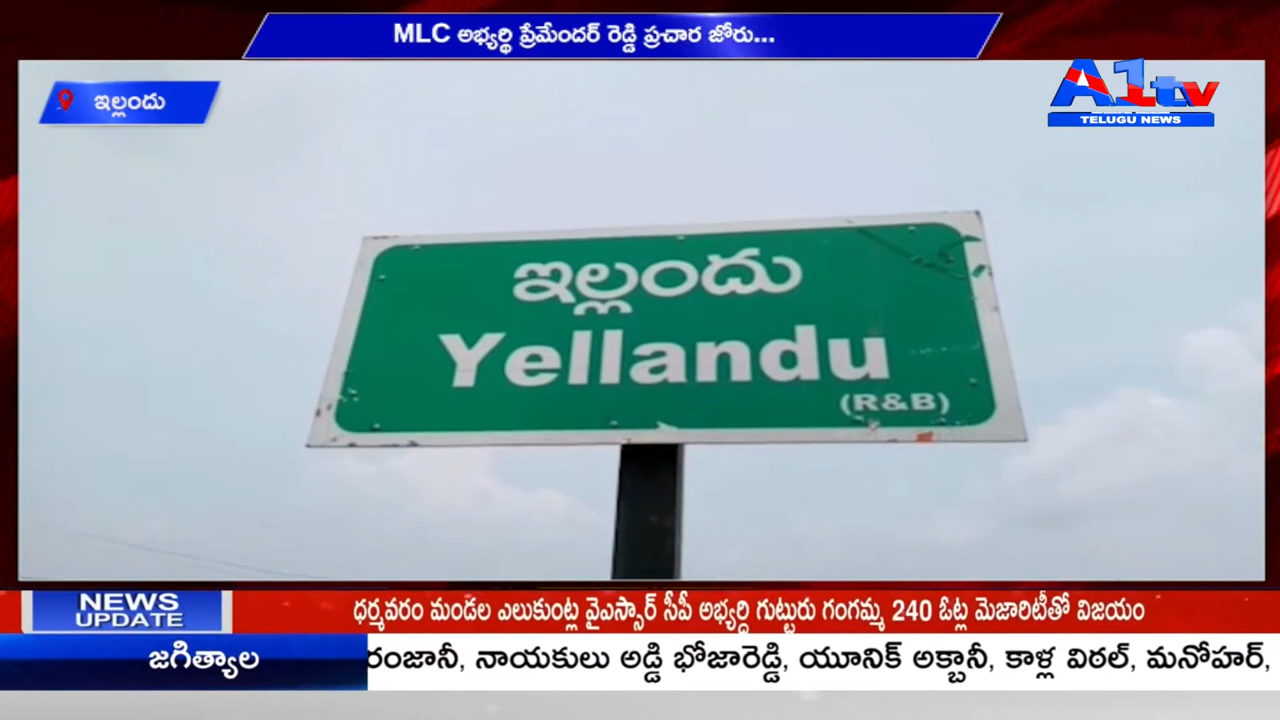 MLC అభ్యర్థి ప్రేమేందర్ రెడ్డి ప్రచార జోరు...
ఇల్లందు
A1tv
TELUGU NEWS
ఇల్లందు
Yellandu
(R&B)
NEWS UPDATE
ధర్మవరం మండల ఎలుకుంట్ల వైఎస్సార్ సీపీ అభ్యర్ది గుట్టురు గంగమ్మ 240 ఓట్ల మెజారిటీతో విజయం
జగిత్యాల
రంజానీ, నాయకులు అడ్డి భోజారెడ్డి, యూనిక్ అక్బానీ, కాళ్ల విఠల్, మనోహర్,